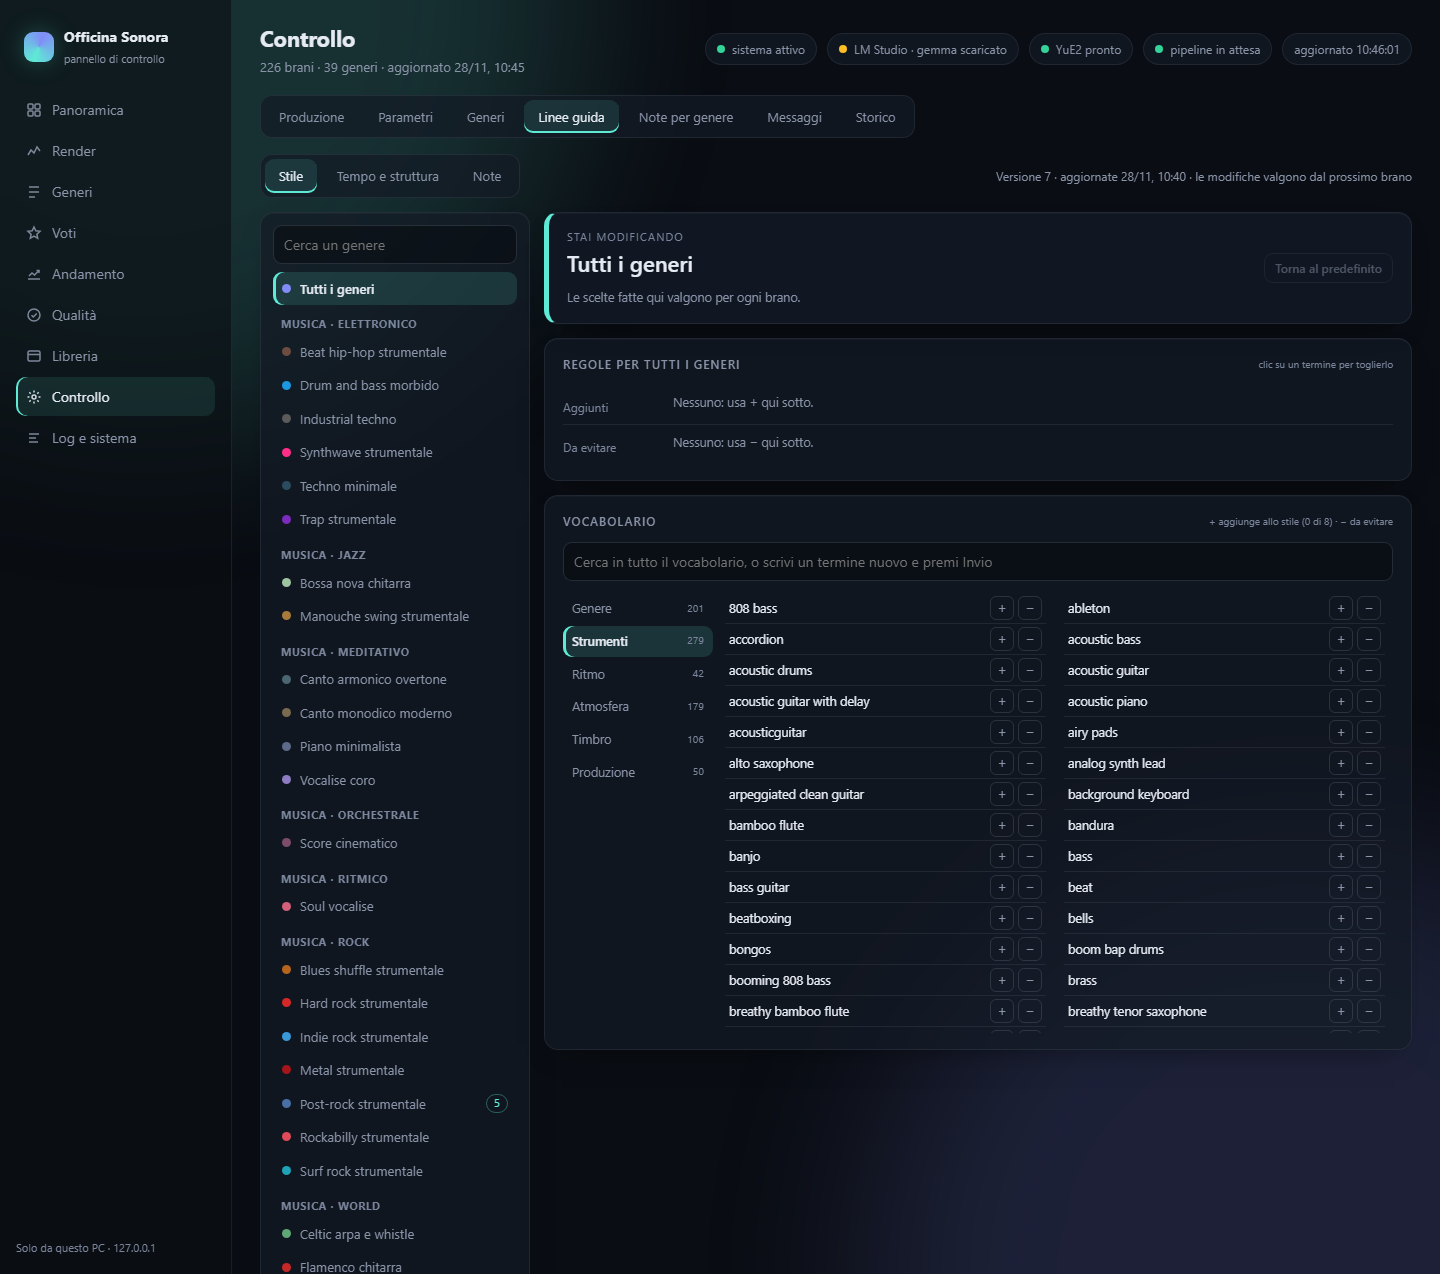 Officina Sonora
pannello di controllo
Panoramica
Render
Generi
Voti
Andamento
Qualità
Libreria
Controllo
Log e sistema
Solo da questo PC · 127.0.0.1
Controllo
226 brani · 39 generi · aggiornato 28/11, 10:45
sistema attivo
LM Studio · gemma scaricato
YuE2 pronto
pipeline in attesa
aggiornato 10:46:01
Produzione
Parametri
Generi
Linee guida
Note per genere
Messaggi
Storico
Stile
Tempo e struttura
Note
Versione 7 · aggiornate 28/11, 10:40 · le modifiche valgono dal prossimo brano
Cerca un genere
Tutti i generi
MUSICA · ELETTRONICO
Beat hip-hop strumentale
Drum and bass morbido
Industrial techno
Synthwave strumentale
Techno minimale
Trap strumentale
MUSICA · JAZZ
Bossa nova chitarra
Manouche swing strumentale
MUSICA · MEDITATIVO
Canto armonico overtone
Canto monodico moderno
Piano minimalista
Vocalise coro
MUSICA · ORCHESTRALE
Score cinematico
MUSICA · RITMICO
Soul vocalise
MUSICA · ROCK
Blues shuffle strumentale
Hard rock strumentale
Indie rock strumentale
Metal strumentale
Post-rock strumentale 5
Rockabilly strumentale
Surf rock strumentale
MUSICA · WORLD
Celtic arpa e whistle
Flamenco chitarra
STAI MODIFICANDO
Tutti i generi
Le scelte fatte qui valgono per ogni brano.
Torna al predefinito
REGOLE PER TUTTI I GENERI
clic su un termine per toglierlo
Aggiunti Nessuno: usa + qui sotto.
Da evitare Nessuno: usa − qui sotto.
VOCABOLARIO
+ aggiunge allo stile (0 di 8) · − da evitare
Cerca in tutto il vocabolario, o scrivi un termine nuovo e premi Invio
Genere 201
Strumenti 279
Ritmo 42
Atmosfera 179
Timbro 106
Produzione 50
808 bass + − ableton + −
accordion + − acoustic bass + −
acoustic drums + − acoustic guitar + −
acoustic guitar with delay + − acoustic piano + −
acousticguitar + − airy pads + −
alto saxophone + − analog synth lead + −
arpeggiated clean guitar + − background keyboard + −
bamboo flute + − bandura + −
banjo + − bass + −
bass guitar + − beat + −
beatboxing + − bells + −
bongos + − boom bap drums + −
booming 808 bass + − brass + −
breathy bamboo flute + − breathy tenor saxophone + −